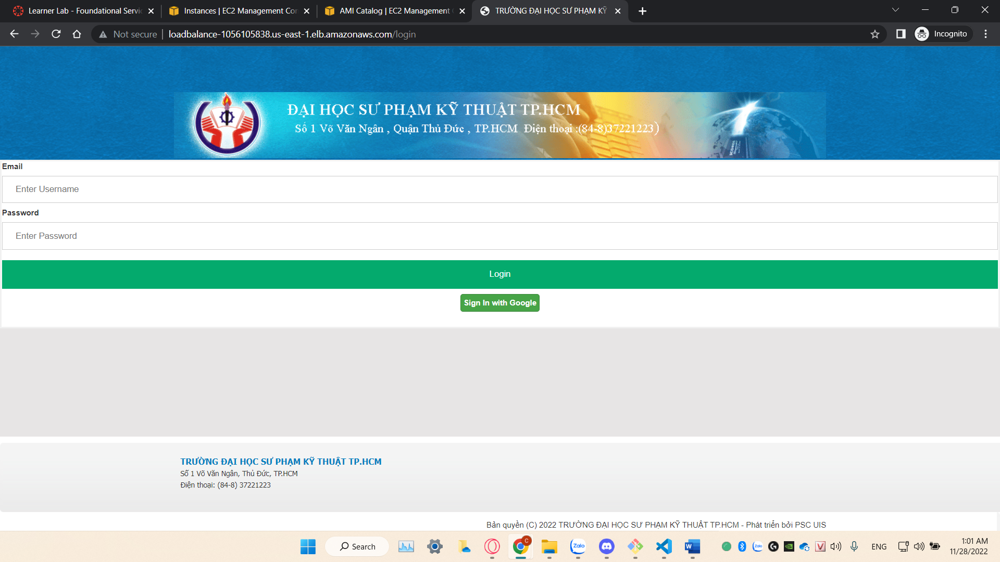 Learner Lab - Foundational Servic
Instances | EC2 Management Con
AMI Catalog | EC2 Management C
TRƯỜNG ĐẠI HỌC SƯ PHẠM KỸ
Not secure
loadbalance-1056105838.us-east-1.elb.amazonaws.com/login
Incognito
ĐẠI HỌC SƯ PHẠM KỸ THUẬT TP.HCM
Số 1 Võ Văn Ngân , Quận Thủ Đức , TP.HCM Điện thoại :(84-8)37221223)
Email
Enter Username
Password
Enter Password
Login
Sign In with Google
TRƯỜNG ĐẠI HỌC SƯ PHẠM KỸ THUẬT TP.HCM
Số 1 Võ Văn Ngân, Thủ Đức, TP.HCM
Điện thoại: (84-8) 37221223
Bản quyền (C) 2022 TRƯỜNG ĐẠI HỌC SƯ PHẠM KỸ THUẬT TP.HCM - Phát triển bởi PSC UIS
Search
C
Zalo
W
Zalo
V
ENG
1:01 AM
11/28/2022